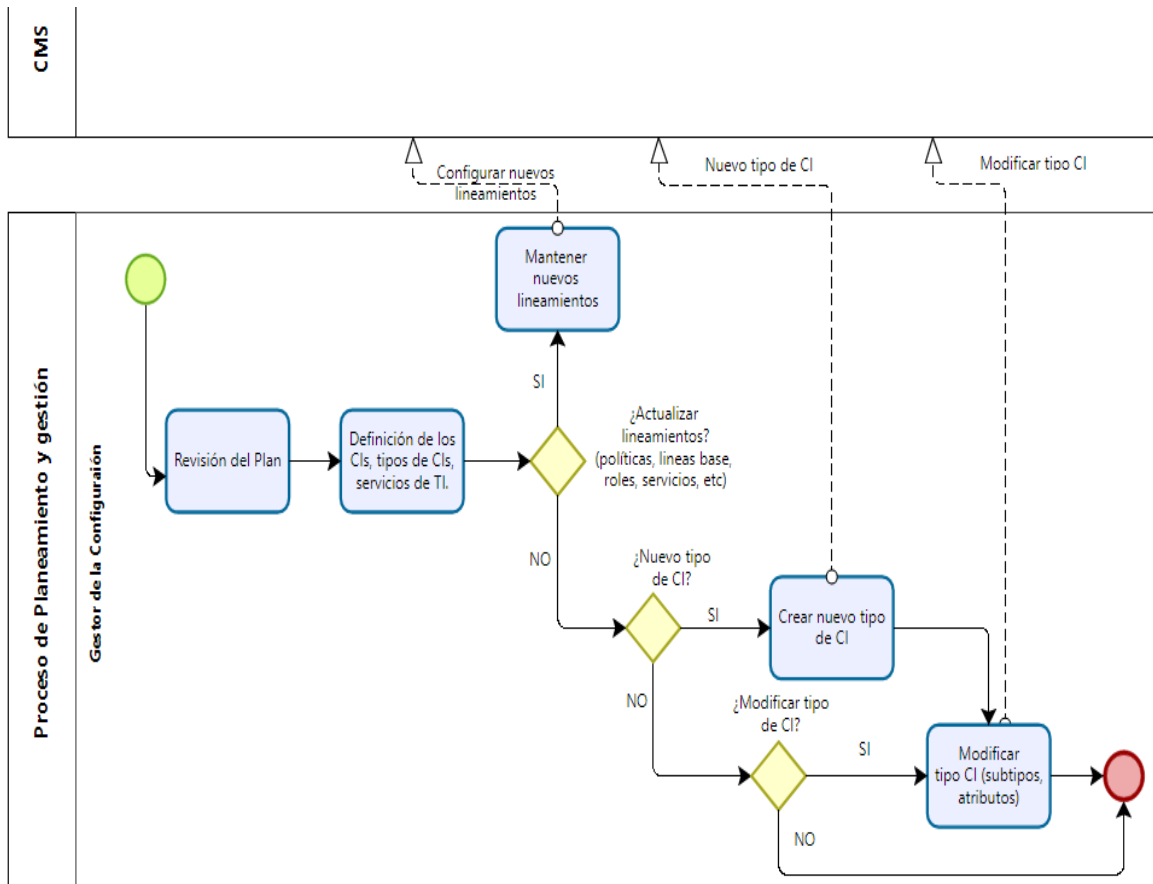 CMS
Configurar nuevos
lineamientos
Nuevo tipo de CI
Modificar tipo CI
Proceso de Planeamiento y gestión
Gestor de la Configuraión
Mantener
nuevos
lineamientos
SI
¿Actualizar
lineamientos?
(políticas, lineas base,
roles, servicios, etc)
Revisión del Plan
Definición de los
CIs, tipos de CIs,
servicios de TI.
NO
¿Nuevo tipo
de CI?
SI
Crear nuevo tipo
de CI
NO
¿Modificar tipo
de CI?
SI
Modificar
tipo CI (subtipos,
atributos)
NO